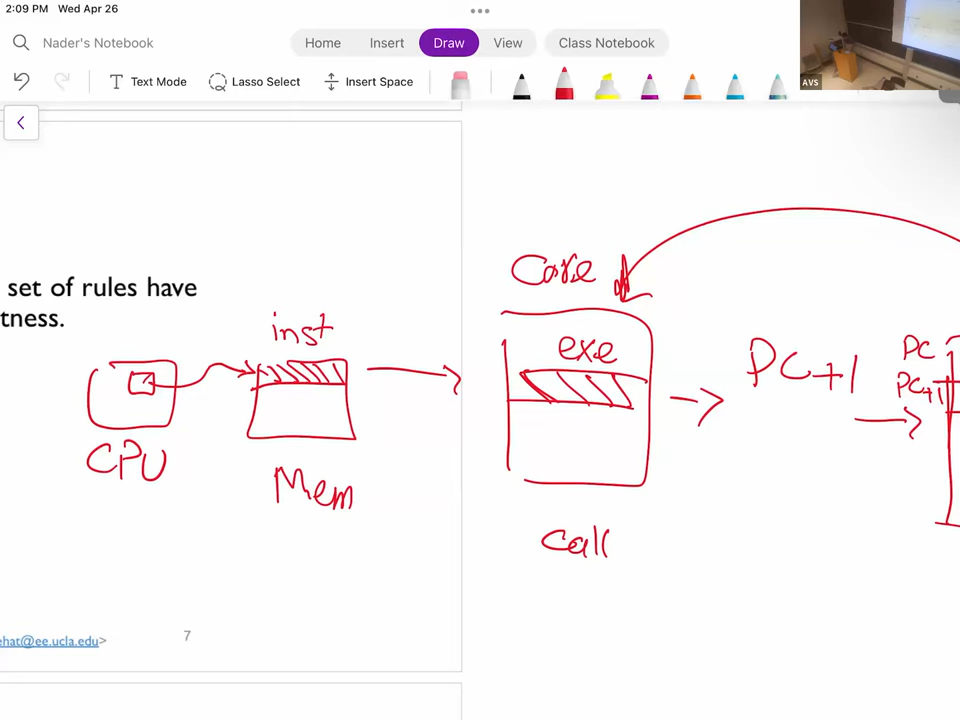 2:09 PM Wed Apr 26
Nader's Notebook
Home Insert Draw View Class Notebook
Text Mode Lasso Select Insert Space
AVS
set of rules have
tness.
inst
CPU
Mem
Core
exe
call
PC+1
PC
PC+1
ehat@ee.ucla.edu>
7